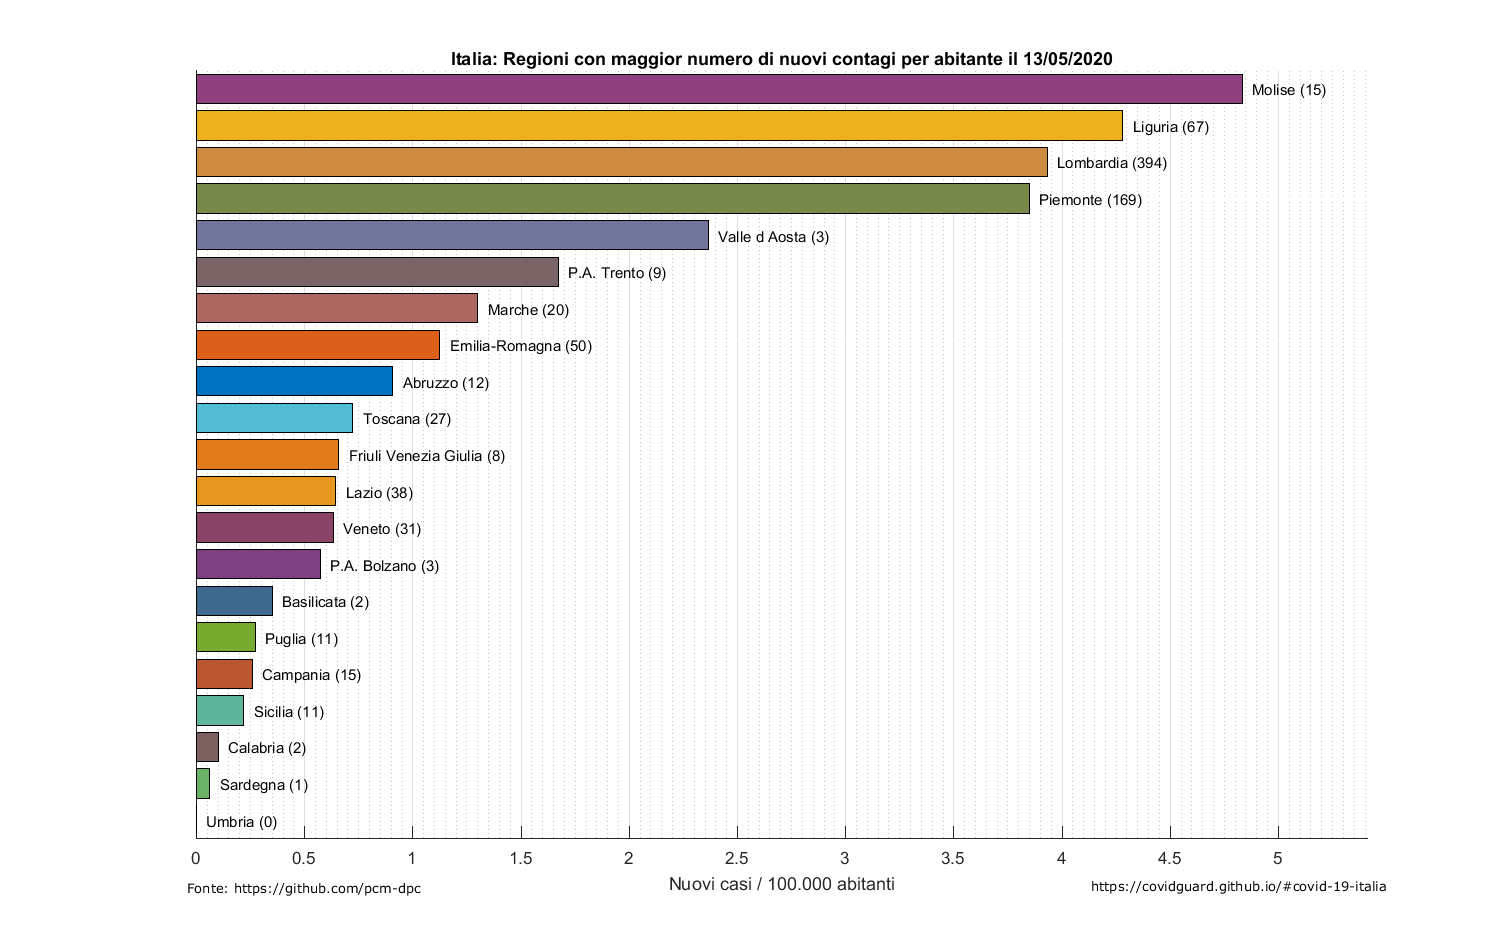 Italia: Regioni con maggior numero di nuovi contagi per abitante il 13/05/2020
Molise (15)
Liguria (67)
Lombardia (394)
Piemonte (169)
Valle d Aosta (3)
P.A. Trento (9)
Marche (20)
Emilia-Romagna (50)
Abruzzo (12)
Toscana (27)
Friuli Venezia Giulia (8)
Lazio (38)
Veneto (31)
P.A. Bolzano (3)
Basilicata (2)
Puglia (11)
Campania (15)
Sicilia (11)
Calabria (2)
Sardegna (1)
Umbria (0)
0 0.5 1 1.5 2 2.5 3 3.5 4 4.5 5
Nuovi casi / 100.000 abitanti
Fonte: https://github.com/pcm-dpc
https://covidguard.github.io/#covid-19-italia